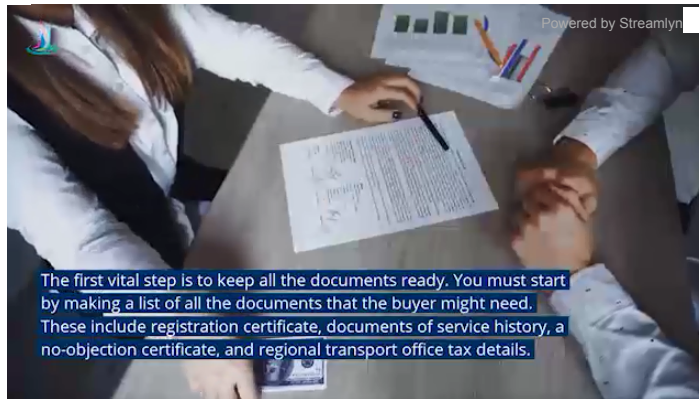 Powered by Streamlyn
The first vital step is to keep all the documents ready. You must start
by making a list of all the documents that the buyer might need.
These include registration certificate, documents of service history, a
no-objection certificate, and regional transport office tax details.